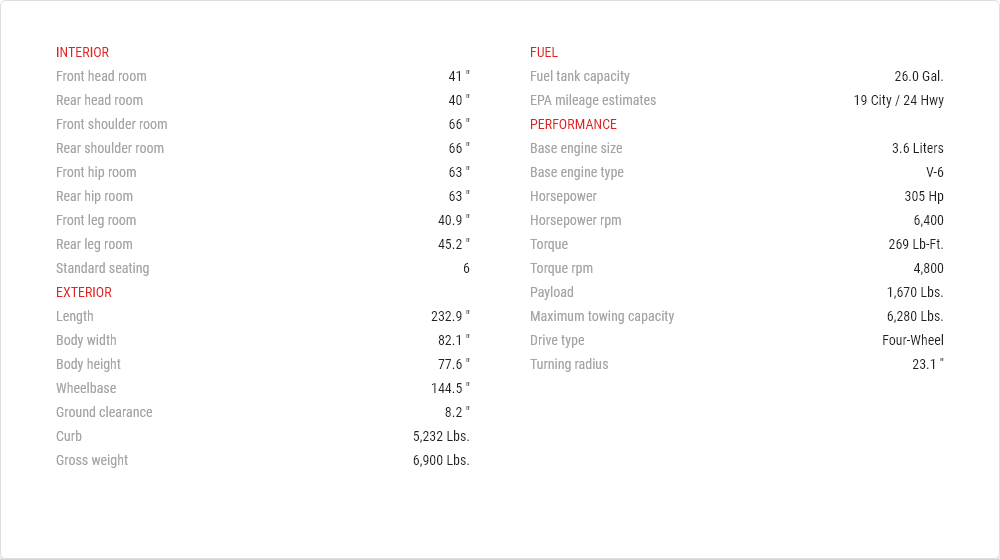 INTERIOR
Front head room 41 "
Rear head room 40 "
Front shoulder room 66 "
Rear shoulder room 66 "
Front hip room 63 "
Rear hip room 63 "
Front leg room 40.9 "
Rear leg room 45.2 "
Standard seating 6
EXTERIOR
Length 232.9 "
Body width 82.1 "
Body height 77.6 "
Wheelbase 144.5 "
Ground clearance 8.2 "
Curb 5,232 Lbs.
Gross weight 6,900 Lbs.
FUEL
Fuel tank capacity 26.0 Gal.
EPA mileage estimates 19 City / 24 Hwy
PERFORMANCE
Base engine size 3.6 Liters
Base engine type V-6
Horsepower 305 Hp
Horsepower rpm 6,400
Torque 269 Lb-Ft.
Torque rpm 4,800
Payload 1,670 Lbs.
Maximum towing capacity 6,280 Lbs.
Drive type Four-Wheel
Turning radius 23.1 "